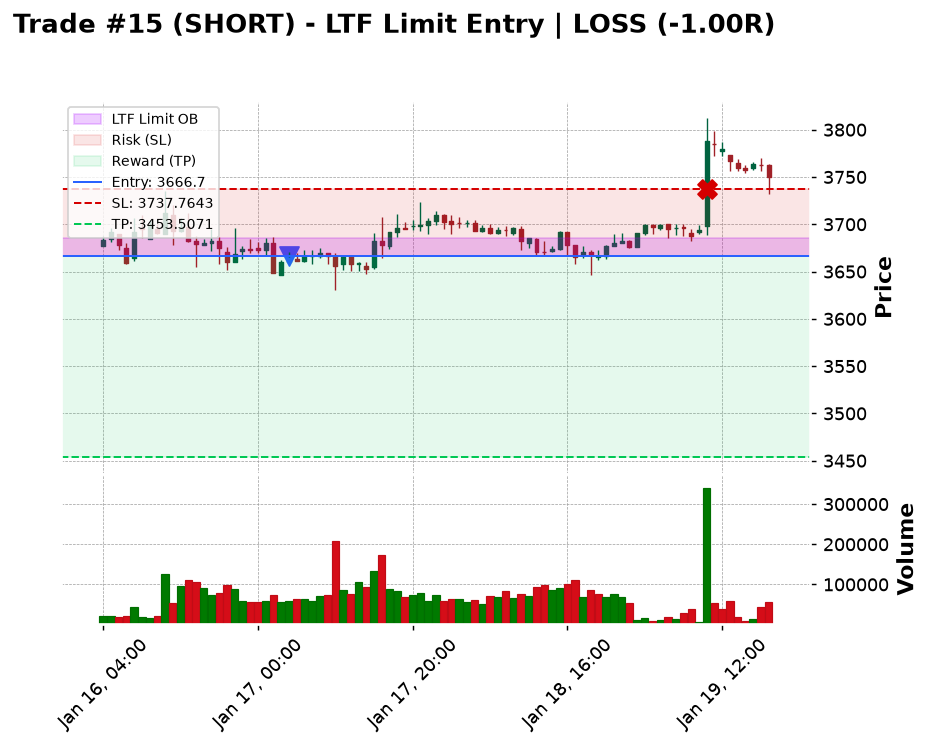 Trade #15 (SHORT) - LTF Limit Entry | LOSS (-1.00R)
LTF Limit OB
Risk (SL)
Reward (TP)
Entry: 3666.7
SL: 3737.7643
TP: 3453.5071
3800
3750
3700
3650
3600
3550
3500
3450
Price
300000
200000
100000
Volume
Jan 16, 04:00
Jan 17, 00:00
Jan 17, 20:00
Jan 18, 16:00
Jan 19, 12:00